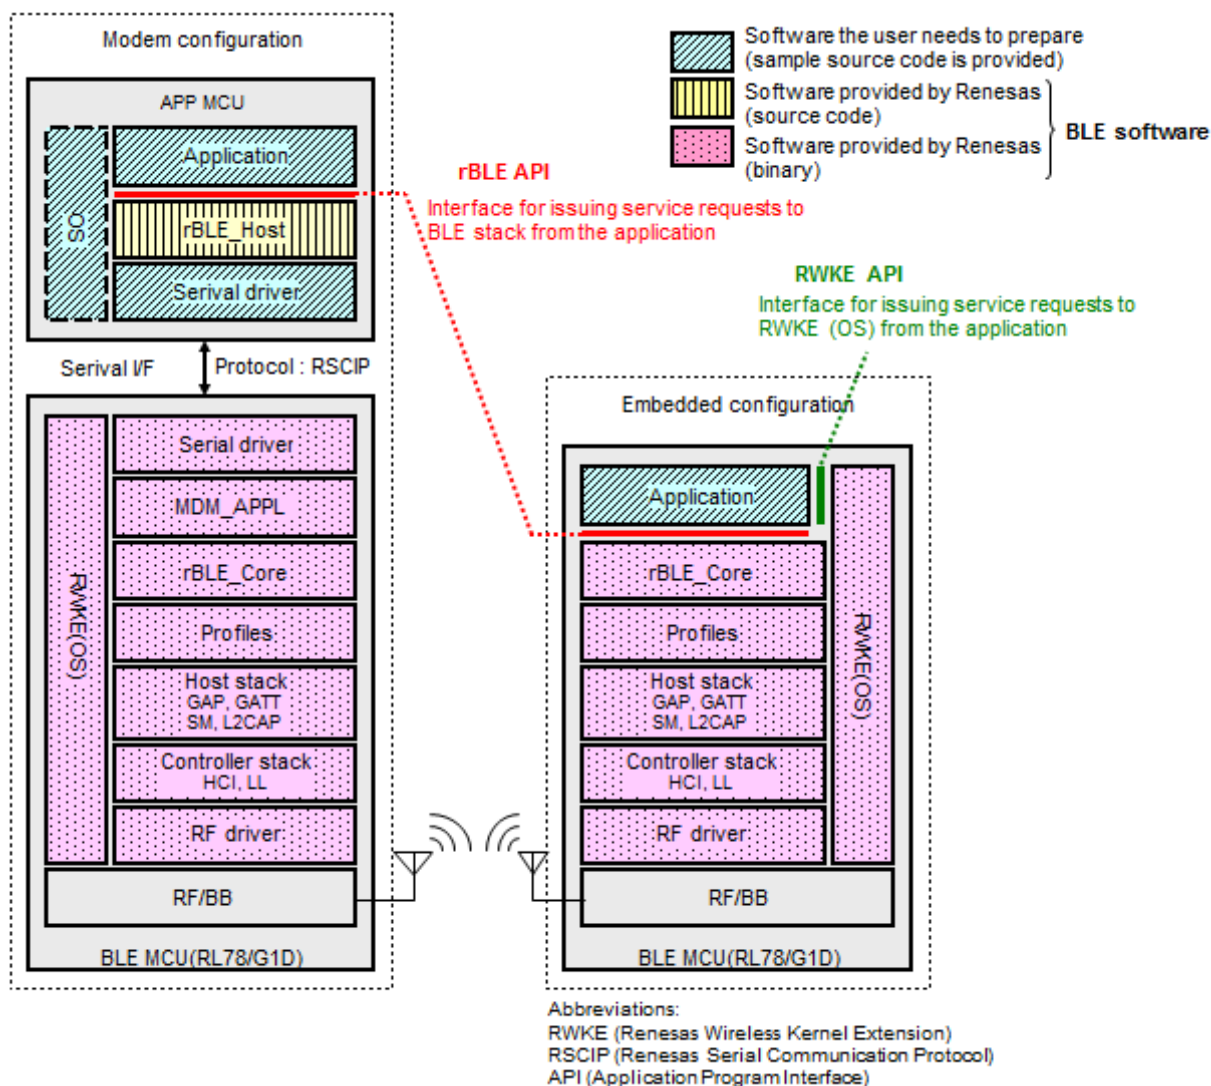 Modem configuration
APP MCU
OS
Application
rBLE_Host
Serival driver
Serival I/F
Protocol : RSCIP
RWKE(OS)
Serial driver
MDM_APPL
rBLE_Core
Profiles
Host stack
GAP, GATT
SM, L2CAP
Controller stack
HCI, LL
RF driver
RF/BB
BLE MCU(RL78/G1D)
Software the user needs to prepare
(sample source code is provided)
Software provided by Renesas
(source code)
Software provided by Renesas
(binary)
BLE software
rBLE API
Interface for issuing service requests to
BLE stack from the application
RWKE API
Interface for issuing service requests to
RWKE (OS) from the application
Embedded configuration
Application
rBLE_Core
Profiles
Host stack
GAP, GATT
SM, L2CAP
Controller stack
HCI, LL
RF driver
RWKE(OS)
RF/BB
BLE MCU(RL78/G1D)
Abbreviations:
RWKE (Renesas Wireless Kernel Extension)
RSCIP (Renesas Serial Communication Protocol)
API (Application Program Interface)